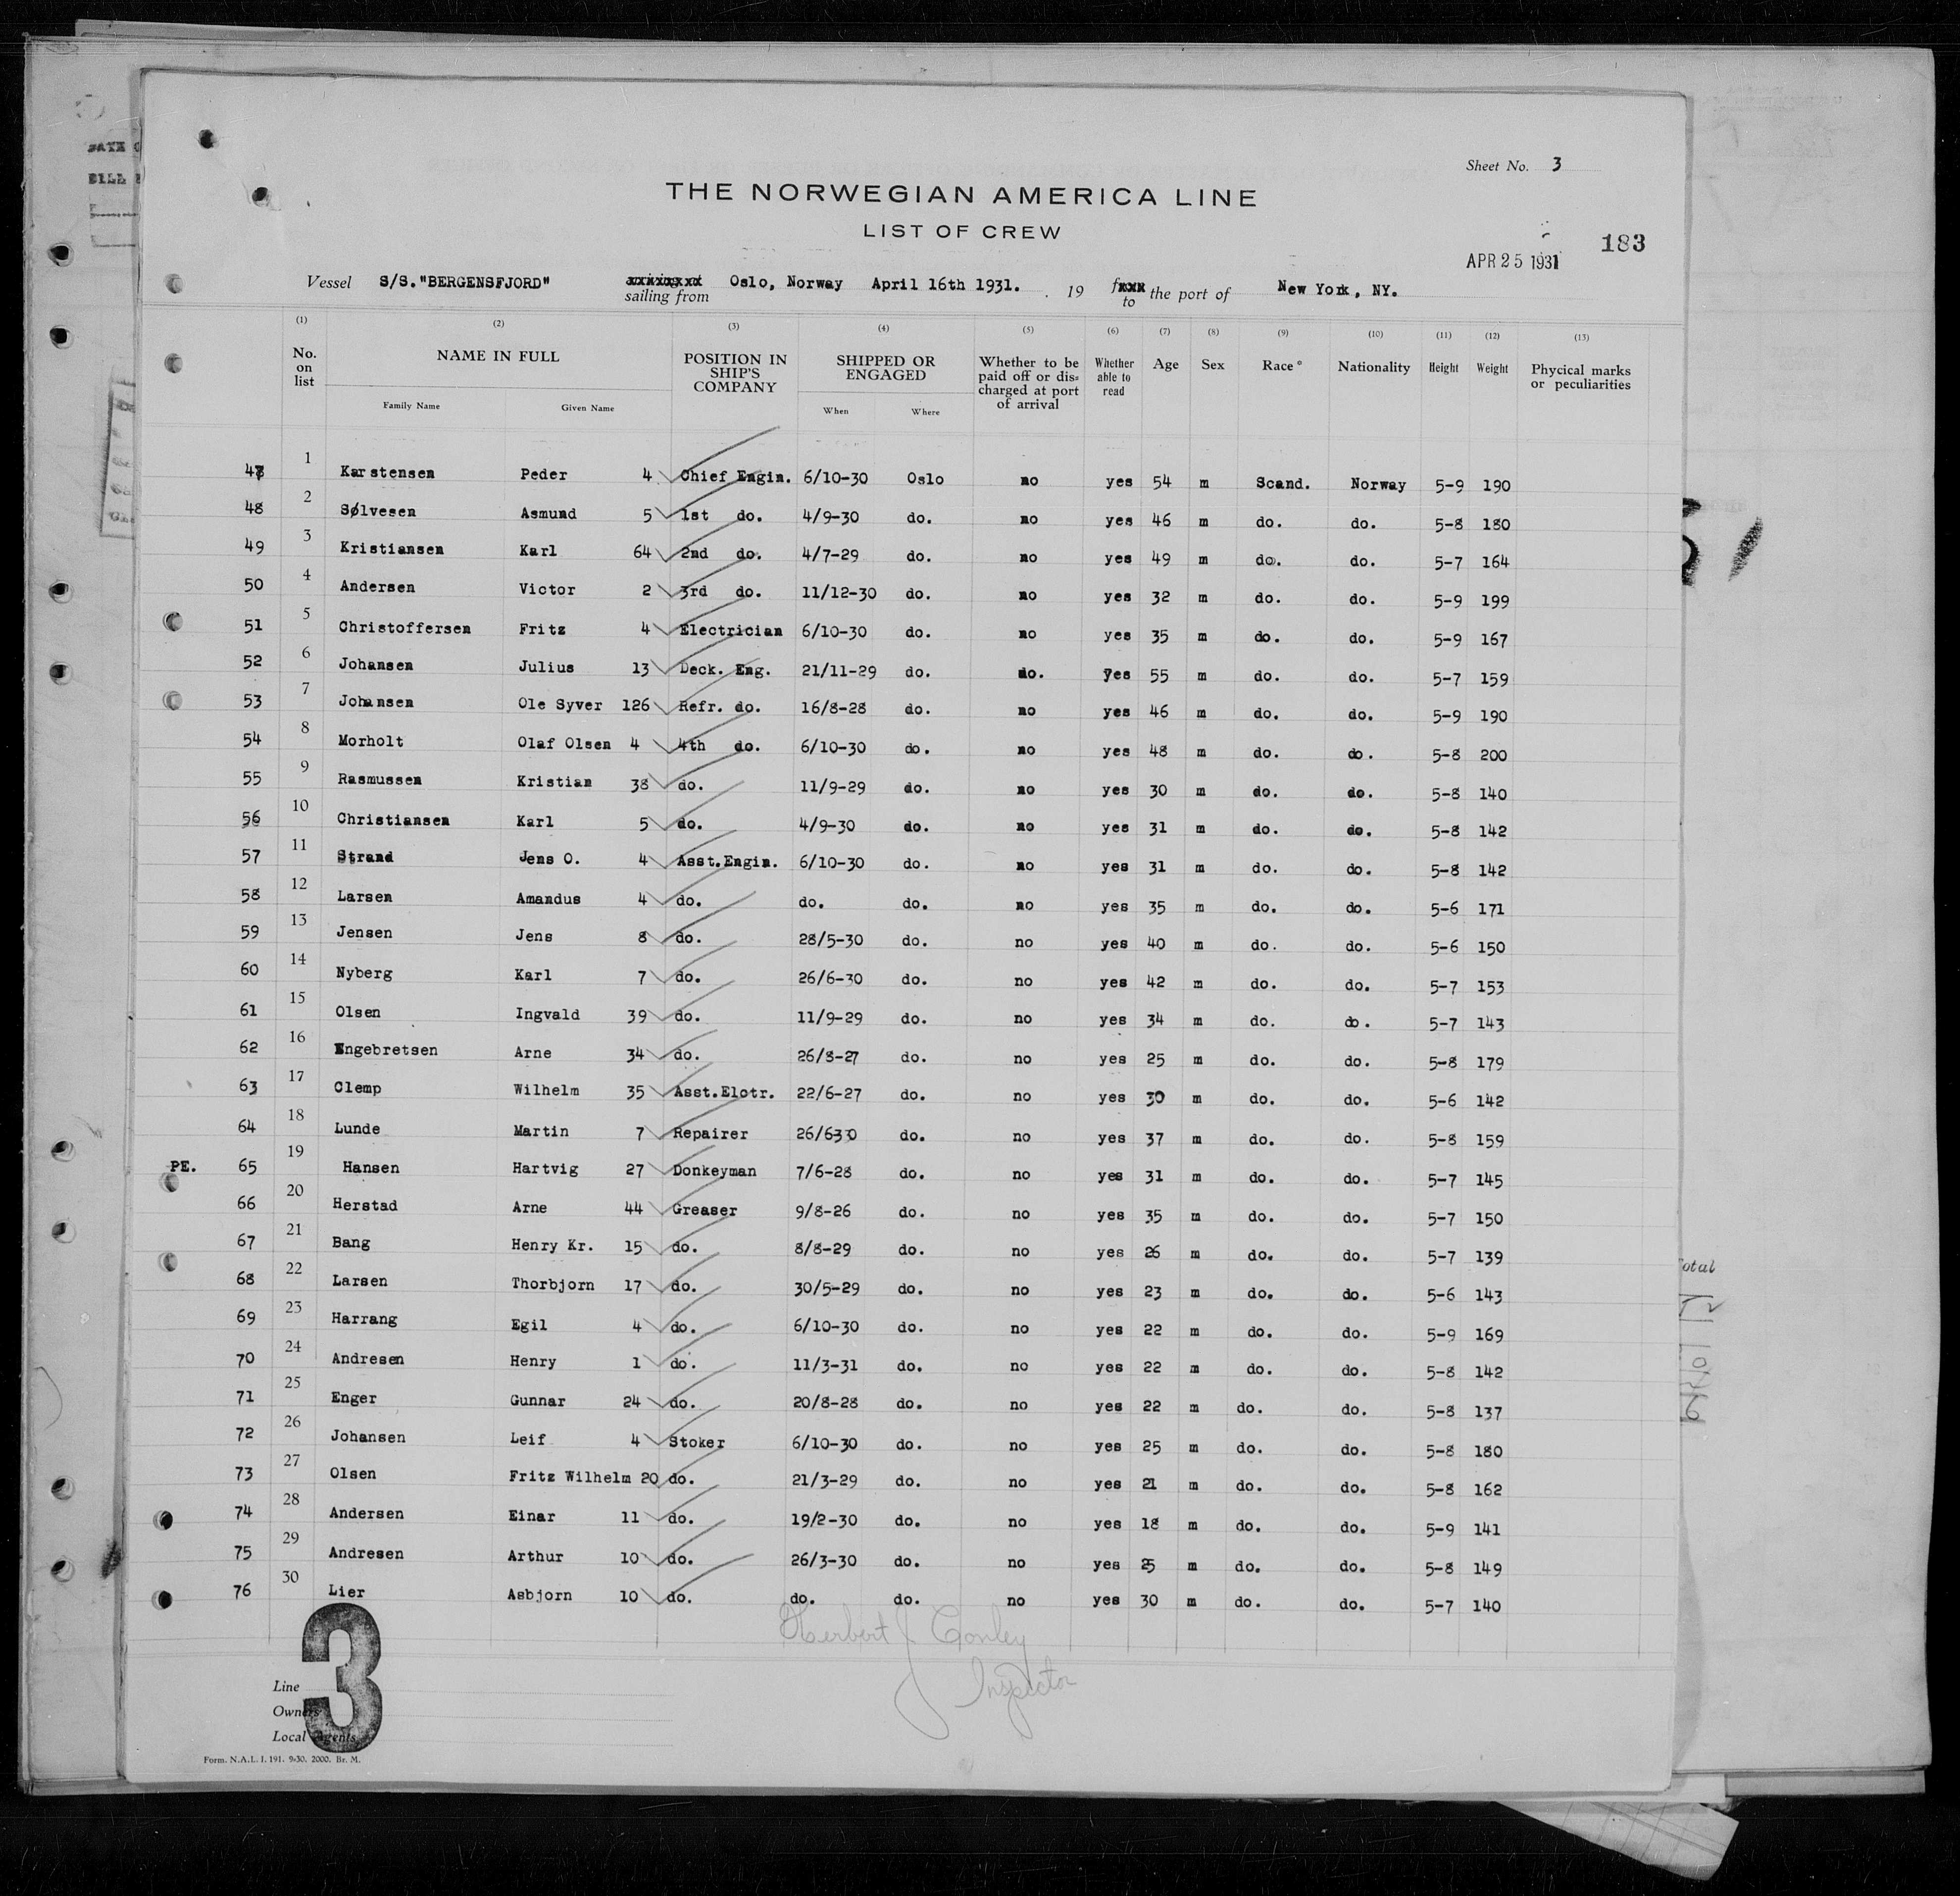 Sheet No. 3
THE NORWEGIAN AMERICA LINE
LIST OF CREW
183
APR 25 1931
Vessel S/S."BERGENSFJORD" sailing from Oslo, Norway April 16th 1931. . 19 to the port of New York, NY.
(1) (2) (3) (4) (5) (6) (7) (8) (9) (10) (11) (12) (13)
No. on list NAME IN FULL POSITION IN SHIP'S COMPANY SHIPPED OR ENGAGED Whether to be paid off or discharged at port of arrival Whether able to read Age Sex Race* Nationality Height Weight Phycical marks or peculiarities
Family Name Given Name When Where
47 1 Karstensen Peder 4 Chief Engin. 6/10-30 Oslo no yes 54 m Scand. Norway 5-9 190
48 2 Sølvesen Asmund 5 1st do. 4/9-30 do. no yes 46 m do. do. 5-8 180
49 3 Kristiansen Karl 64 2nd do. 4/7-29 do. no yes 49 m do. do. 5-7 164
50 4 Andersen Victor 2 3rd do. 11/12-30 do. no yes 32 m do. do. 5-9 199
51 5 Christoffersen Fritz 4 Electrician 6/10-30 do. no yes 35 m do. do. 5-9 167
52 6 Johansen Julius 13 Deck. Eng. 21/11-29 do. do. yes 55 m do. do. 5-7 159
53 7 Johansen Ole Syver 126 Refr. do. 16/8-28 do. no yes 46 m do. do. 5-9 190
54 8 Morholt Olaf Olsen 4 4th do. 6/10-30 do. no yes 48 m do. do. 5-8 200
55 9 Rasmussen Kristian 38 do. 11/9-29 do. no yes 30 m do. do. 5-8 140
56 10 Christiansen Karl 5 do. 4/9-30 do. no yes 31 m do. do. 5-8 142
57 11 Strand Jens O. 4 Asst.Engin. 6/10-30 do. no yes 31 m do. do. 5-8 142
58 12 Larsen Amandus 4 do. do. do. no yes 35 m do. do. 5-6 171
59 13 Jensen Jens 8 do. 28/5-30 do. no yes 40 m do. do. 5-6 150
60 14 Nyberg Karl 7 do. 26/6-30 do. no yes 42 m do. do. 5-7 153
61 15 Olsen Ingvald 39 do. 11/9-29 do. no yes 34 m do. do. 5-7 143
62 16 Engebretsen Arne 34 do. 26/8-27 do. no yes 25 m do. do. 5-8 179
63 17 Clemp Wilhelm 35 Asst.Elctr. 22/6-27 do. no yes 30 m do. do. 5-6 142
64 18 Lunde Martin 7 Repairer 26/630 do. no yes 37 m do. do. 5-8 159
PE. 65 19 Hansen Hartvig 27 Donkeyman 7/6-28 do. no yes 31 m do. do. 5-7 145
66 20 Herstad Arne 44 Greaser 9/8-26 do. no yes 35 m do. do. 5-7 150
67 21 Bang Henry Kr. 15 do. 8/8-29 do. no yes 26 m do. do. 5-7 139
68 22 Larsen Thorbjorn 17 do. 30/5-29 do. no yes 23 m do. do. 5-6 143
69 23 Harrang Egil 4 do. 6/10-30 do. no yes 22 m do. do. 5-9 169
70 24 Andresen Henry 1 do. 11/3-31 do. no yes 22 m do. do. 5-8 142
71 25 Enger Gunnar 24 do. 20/8-28 do. no yes 22 m do. do. 5-8 137
72 26 Johansen Leif 4 Stoker 6/10-30 do. no yes 25 m do. do. 5-8 180
73 27 Olsen Fritz Wilhelm 20 do. 21/3-29 do. no yes 21 m do. do. 5-8 162
74 28 Andersen Einar 11 do. 19/2-30 do. no yes 18 m do. do. 5-9 141
75 29 Andresen Arthur 10 do. 26/3-30 do. no yes 25 m do. do. 5-8 149
76 30 Lier Asbjorn 10 do. do. do. no yes 30 m do. do. 5-7 140
Herbert J Conley
Inspector
3
Line
Owners
Local Agents
Form. N.A.L. I. 191. 9-30. 2000. Br. M.